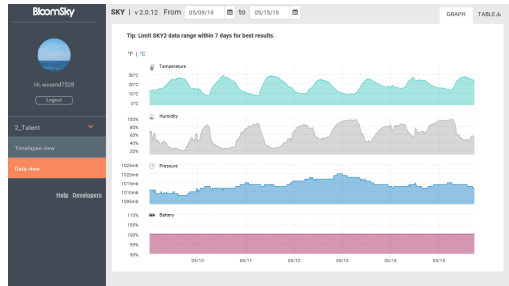 BloomSky
Hi, woomd7528
Logout
2_Talent
Timelapse view
Data view
Help Developers
SKY | v 2.0.12 From 05/09/19 to 05/15/19
GRAPH TABLE
Tip: Limit SKY2 data range within 7 days for best results.
°F | °C
Temperature
30°C
20°C
10°C
0°C
Humidity
100%
80%
60%
40%
20%
Pressure
1025mb
1020mb
1015mb
1010mb
1005mb
Battery
110%
105%
100%
95%
90%
05/10 05/11 05/12 05/13 05/14 05/15